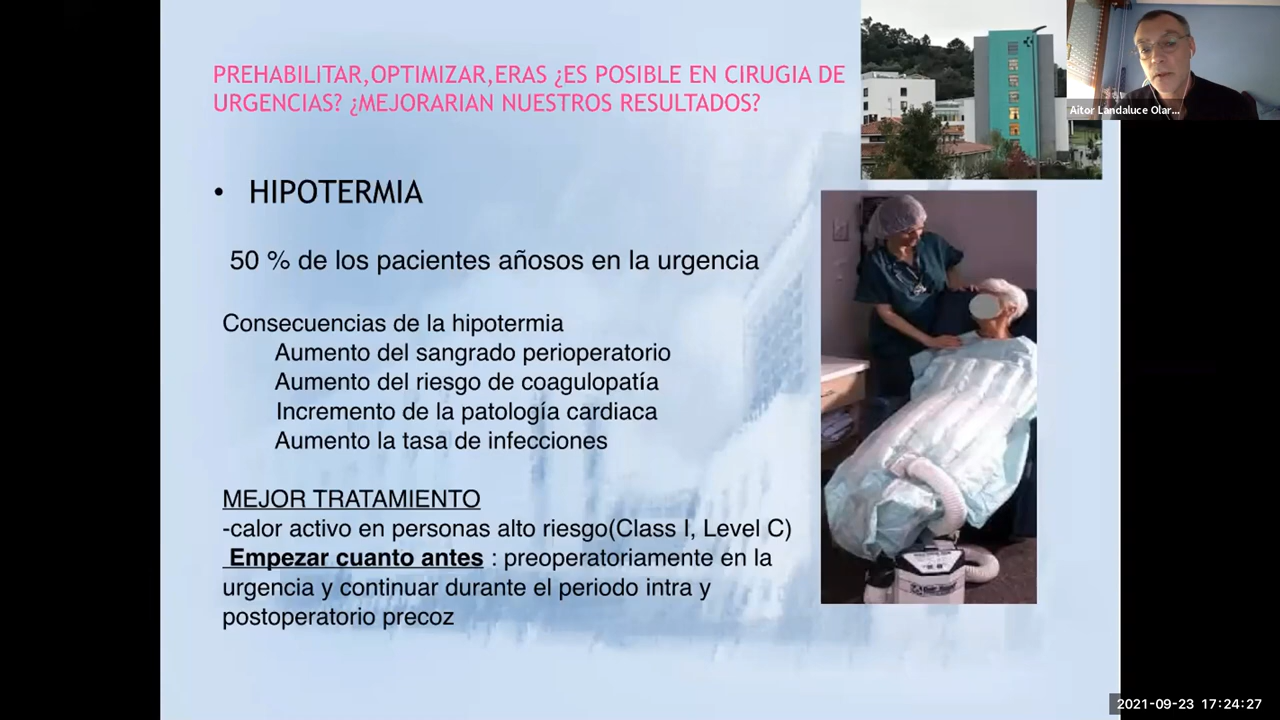 PREHABILITAR,OPTIMIZAR,ERAS ¿ES POSIBLE EN CIRUGIA DE
URGENCIAS? ¿MEJORARIAN NUESTROS RESULTADOS?
Aitor Landaluce Olar...
• HIPOTERMIA
50 % de los pacientes añosos en la urgencia
Consecuencias de la hipotermia
Aumento del sangrado perioperatorio
Aumento del riesgo de coagulopatía
Incremento de la patología cardiaca
Aumento la tasa de infecciones
MEJOR TRATAMIENTO
-calor activo en personas alto riesgo(Class I, Level C)
Empezar cuanto antes : preoperatoriamente en la
urgencia y continuar durante el periodo intra y
postoperatorio precoz
2021-09-23 17:24:27